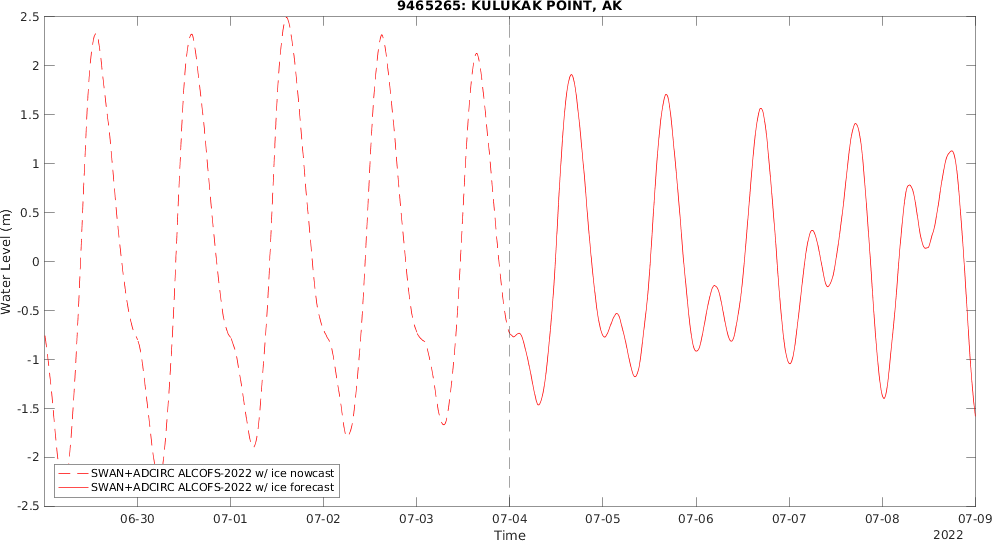 9465265: KULUKAK POINT, AK
2.5
2
1.5
1
0.5
0
-0.5
-1
-1.5
-2
-2.5
Water Level (m)
SWAN+ADCIRC ALCOFS-2022 w/ ice nowcast
SWAN+ADCIRC ALCOFS-2022 w/ ice forecast
06-30 07-01 07-02 07-03 07-04 07-05 07-06 07-07 07-08 07-09
Time
2022